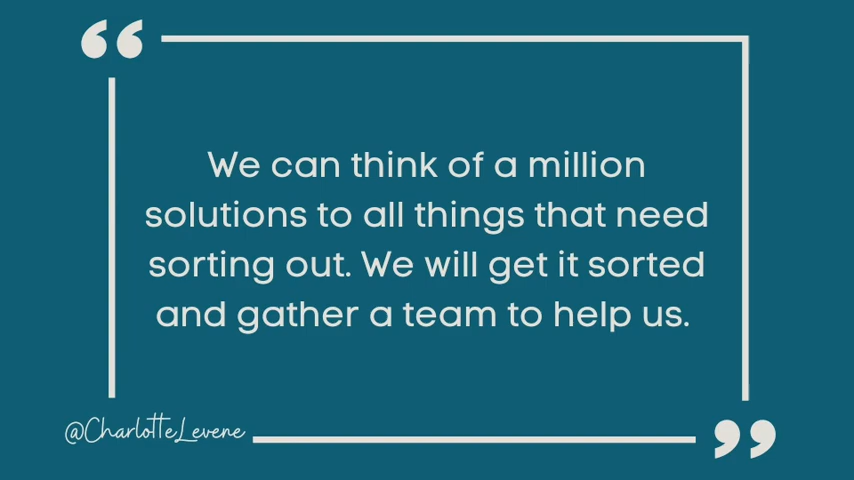 We can think of a million
solutions to all things that need
sorting out. We will get it sorted
and gather a team to help us.
@CharlotteLevene